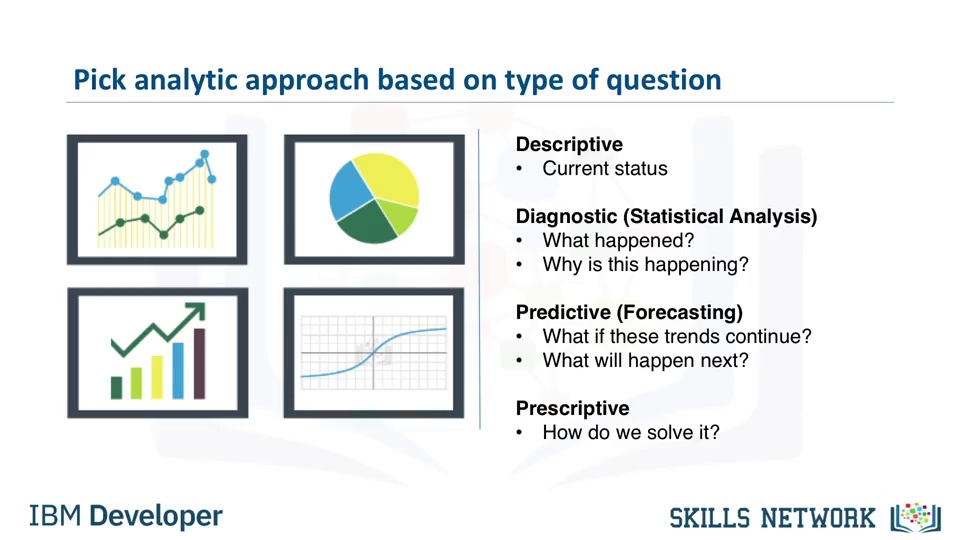 Pick analytic approach based on type of question
Descriptive
• Current status
Diagnostic (Statistical Analysis)
• What happened?
• Why is this happening?
Predictive (Forecasting)
• What if these trends continue?
• What will happen next?
Prescriptive
• How do we solve it?
IBM Developer
SKILLS NETWORK